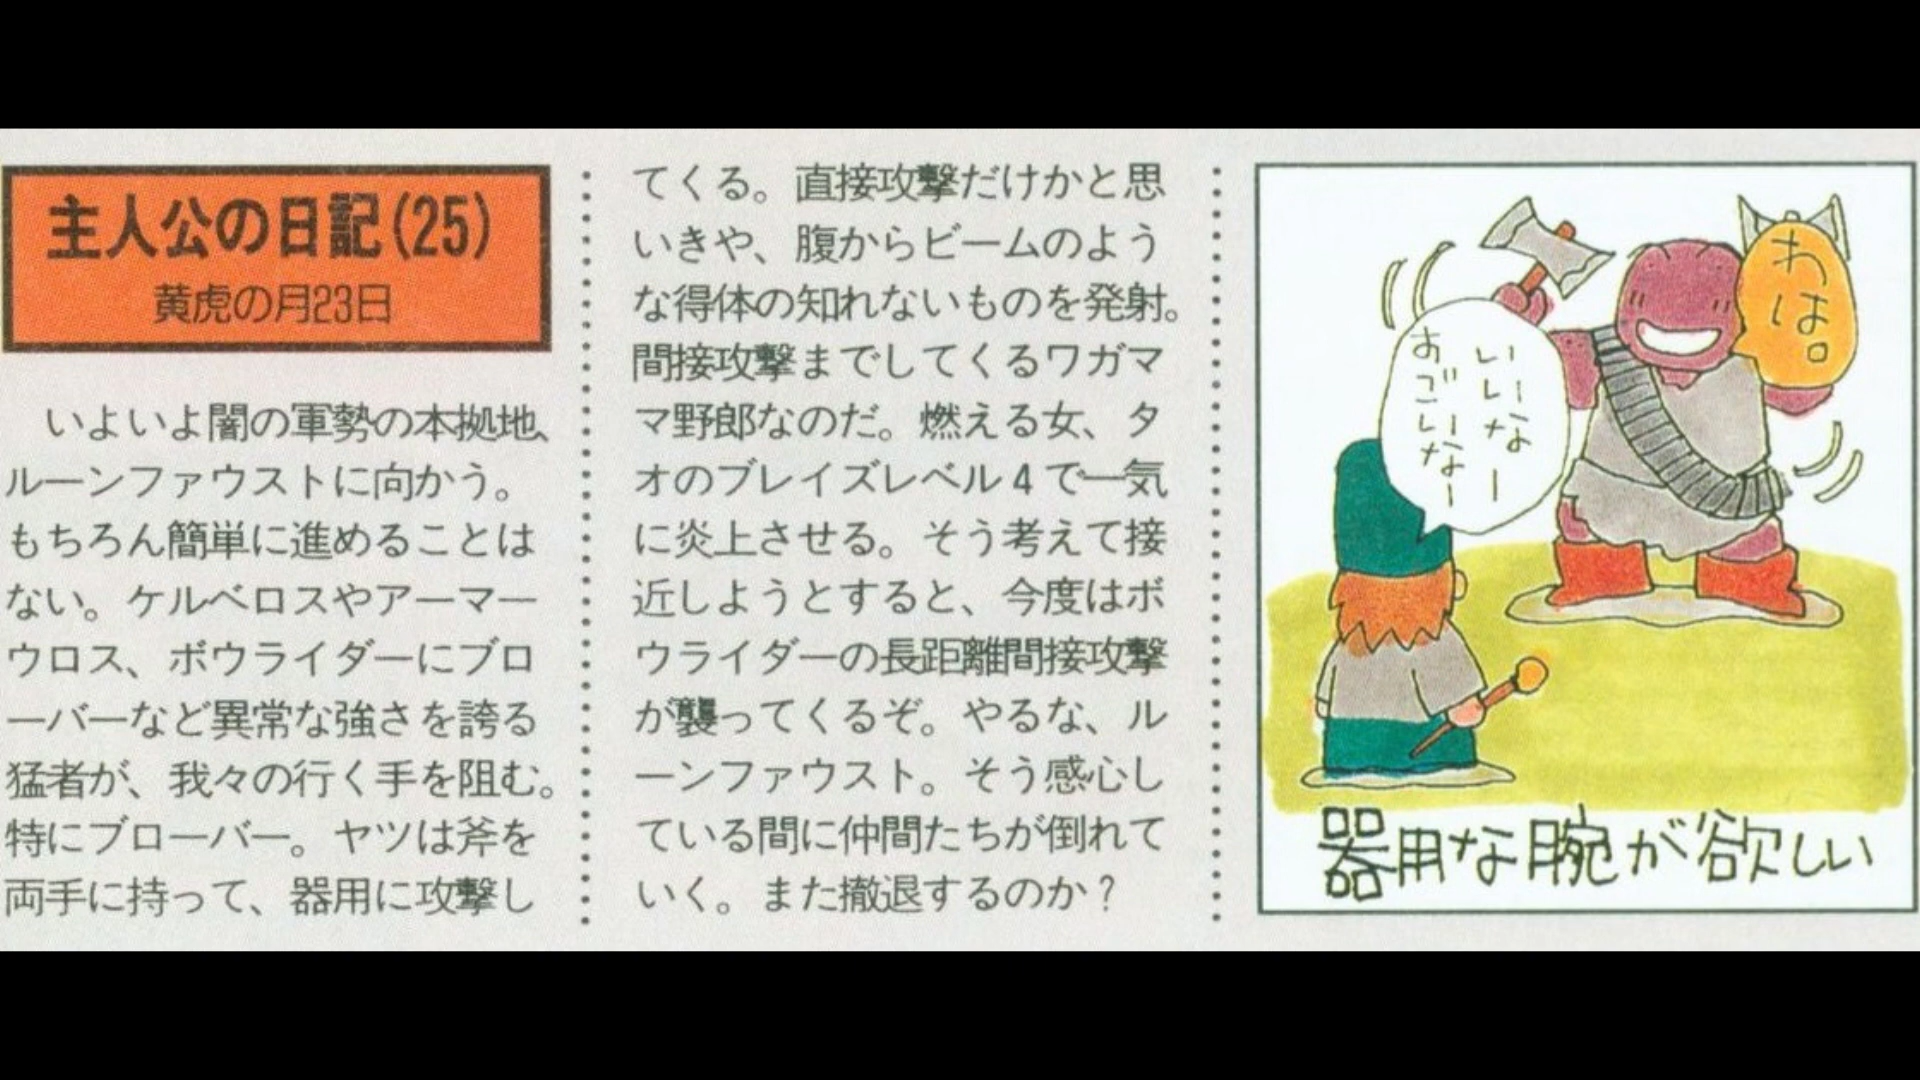 主人公の日記(25)
黄虎の月23日
いよいよ闇の軍勢の本拠地、
ルーンファウストに向かう。
もちろん簡単に進めることは
ない。ケルベロスやアーマー
ウロス、ボウライダーにブロ
ーバーなど異常な強さを誇る
猛者が、我々の行く手を阻む。
特にブローバー。ヤツは斧を
両手に持って、器用に攻撃し
てくる。直接攻撃だけかと思
いきや、腹からビームのよう
な得体の知れないものを発射。
間接攻撃までしてくるワガマ
マ野郎なのだ。燃える女、タ
オのブレイズレベル4で一気
に炎上させる。そう考えて接
近しようとすると、今度はボ
ウライダーの長距離間接攻撃
が襲ってくるぞ。やるな、ル
ーンファウスト。そう感心し
ている間に仲間たちが倒れて
いく。また撤退するのか?
わは。
いーなー
おごしなー
器用な腕が欲しい